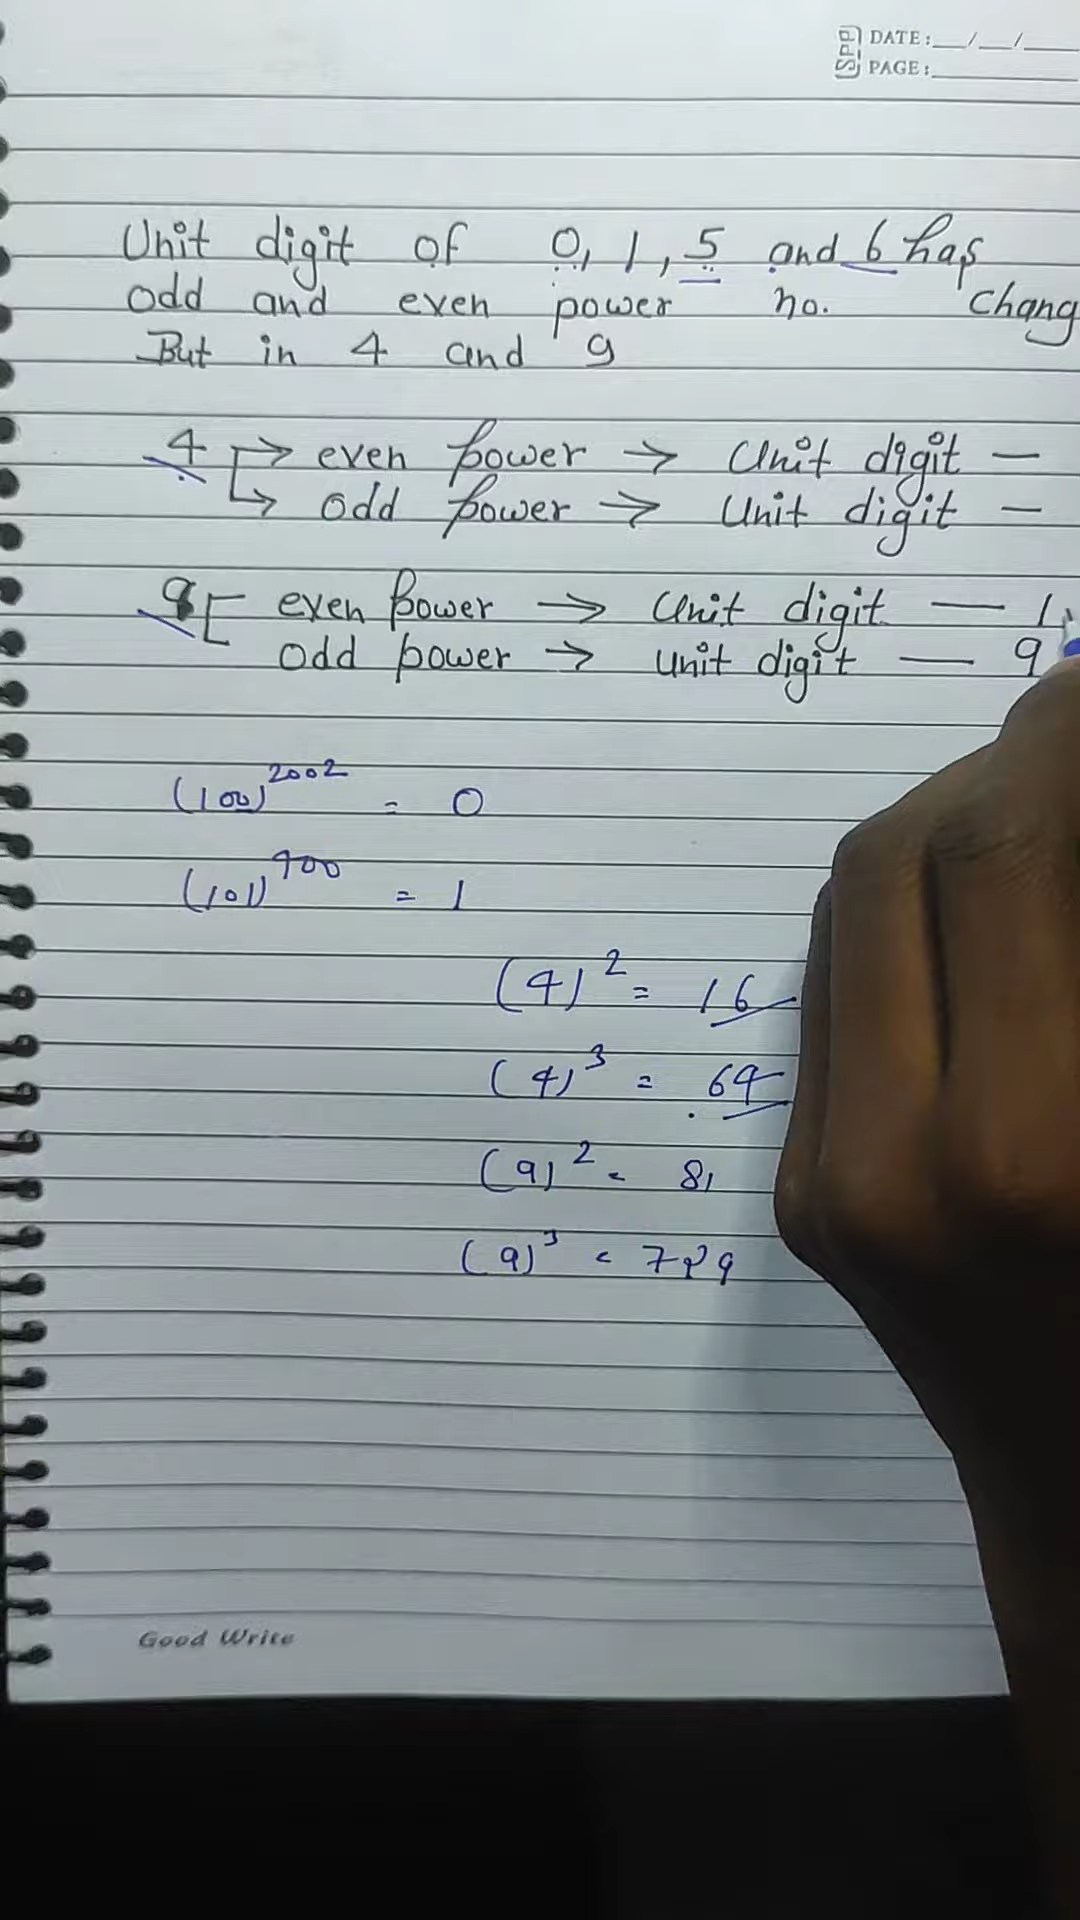 DATE:__/__/__
PAGE:
Unit digit of 0, 1, 5 and 6 has
odd and even power no. chang
But in 4 and 9
4 → even power → Unit digit —
→ odd power → Unit digit —
9 [ even power → Unit digit — 1
odd power → unit digit — 9
(100)^2002 = 0
(101)^900 = 1
(4)^2 = 16
(4)^3 = 64
(9)^2 = 81
(9)^3 = 729
Good Write